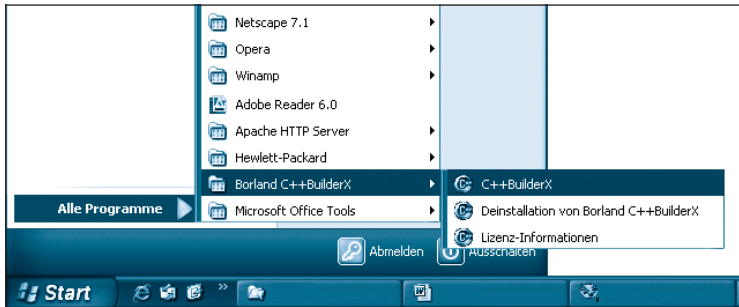 Netscape 7.1
Opera
Winamp
Adobe Reader 6.0
Apache HTTP Server
Hewlett-Packard
Borland C++BuilderX
Microsoft Office Tools
C++BuilderX
Deinstallation von Borland C++BuilderX
Lizenz-Informationen
Alle Programme
Abmelden
Ausschalten
Start